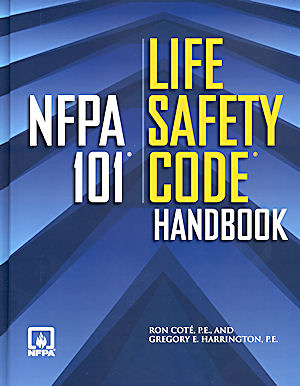 NFPA
101®
LIFE
SAFETY
CODE®
HANDBOOK
RON COTÉ, P.E., AND
GREGORY E. HARRINGTON, P.E.
NFPA